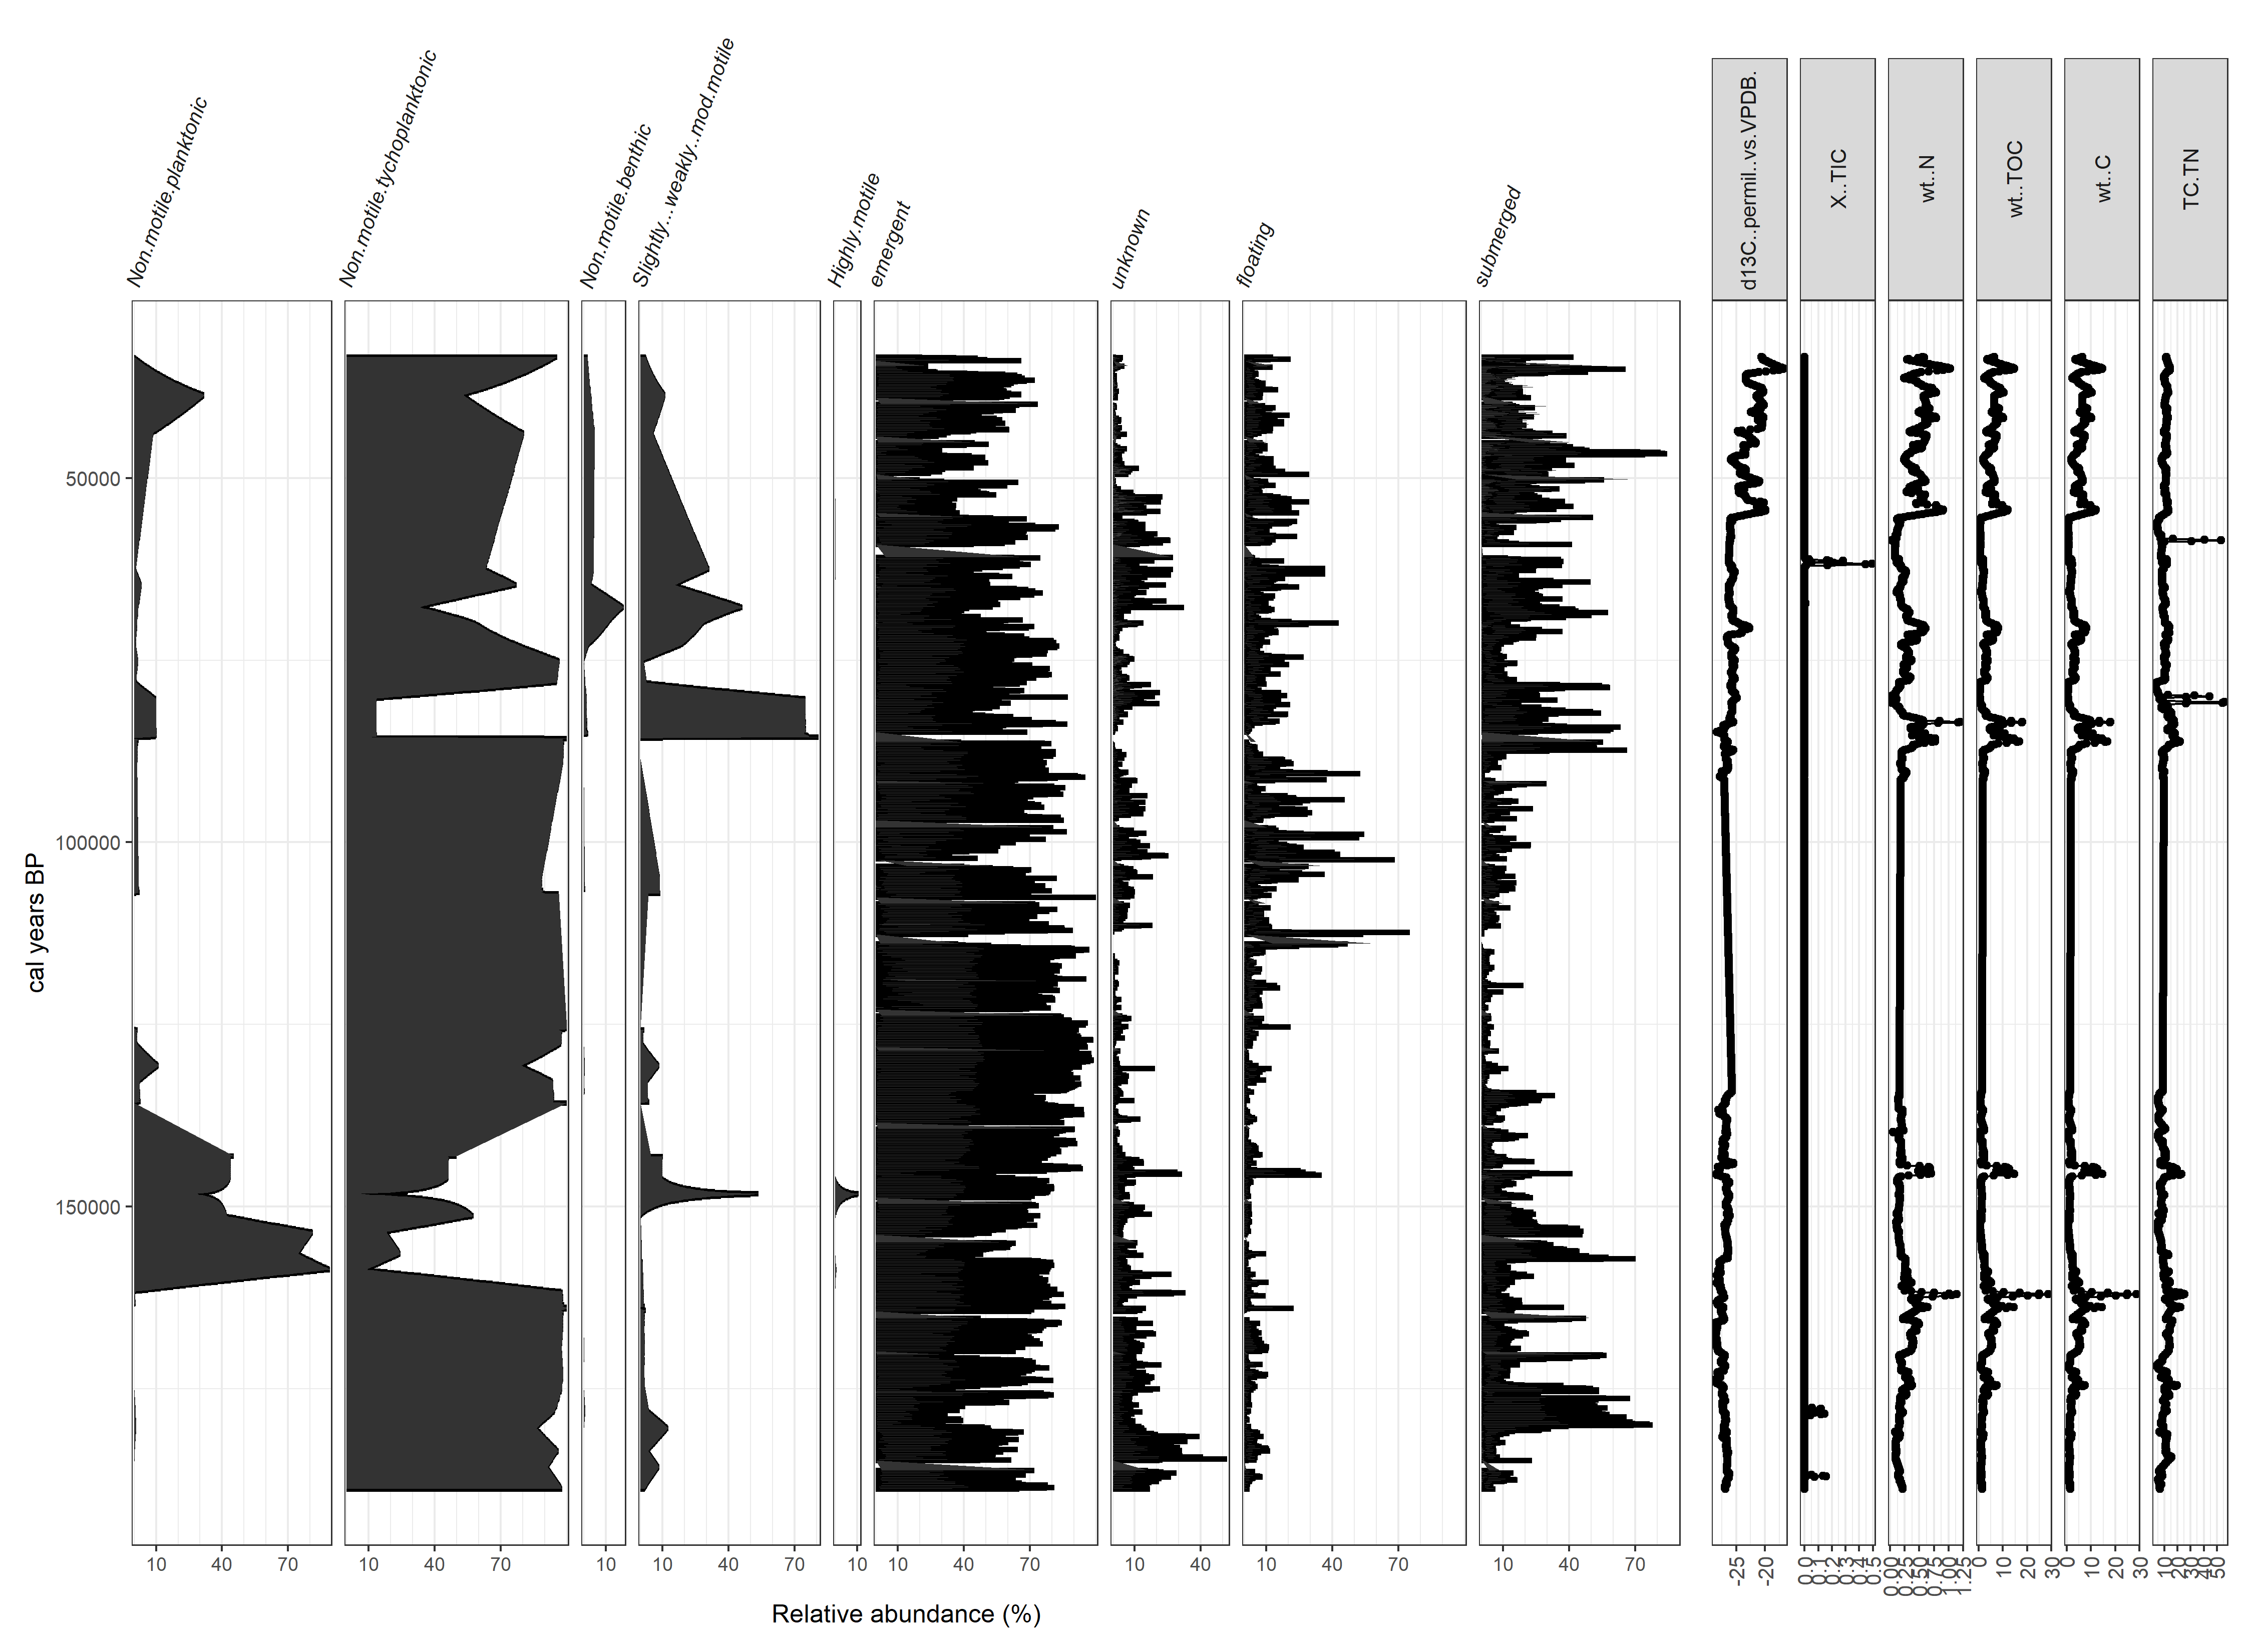 Non.motile.planktonic
Non.motile.tychoplanktonic
Non.motile.benthic
Slightly...weakly..mod.motile
Highly.motile
emergent
unknown
floating
submerged
d13C..permil..vs.VPDB.
X..TIC
wt..N
wt..TOC
wt..C
TC.TN
cal years BP
50000
100000
150000
10 40 70
10 40 70
10
10 40 70
10
10 40 70
10 40
10 40 70
10 40 70
-25 -20
0.0 0.1 0.2 0.3 0.4 0.5
0.00 0.25 0.50 0.75 1.00 1.25
0 10 20 30
0 10 20 30
10 20 30 40 50
Relative abundance (%)